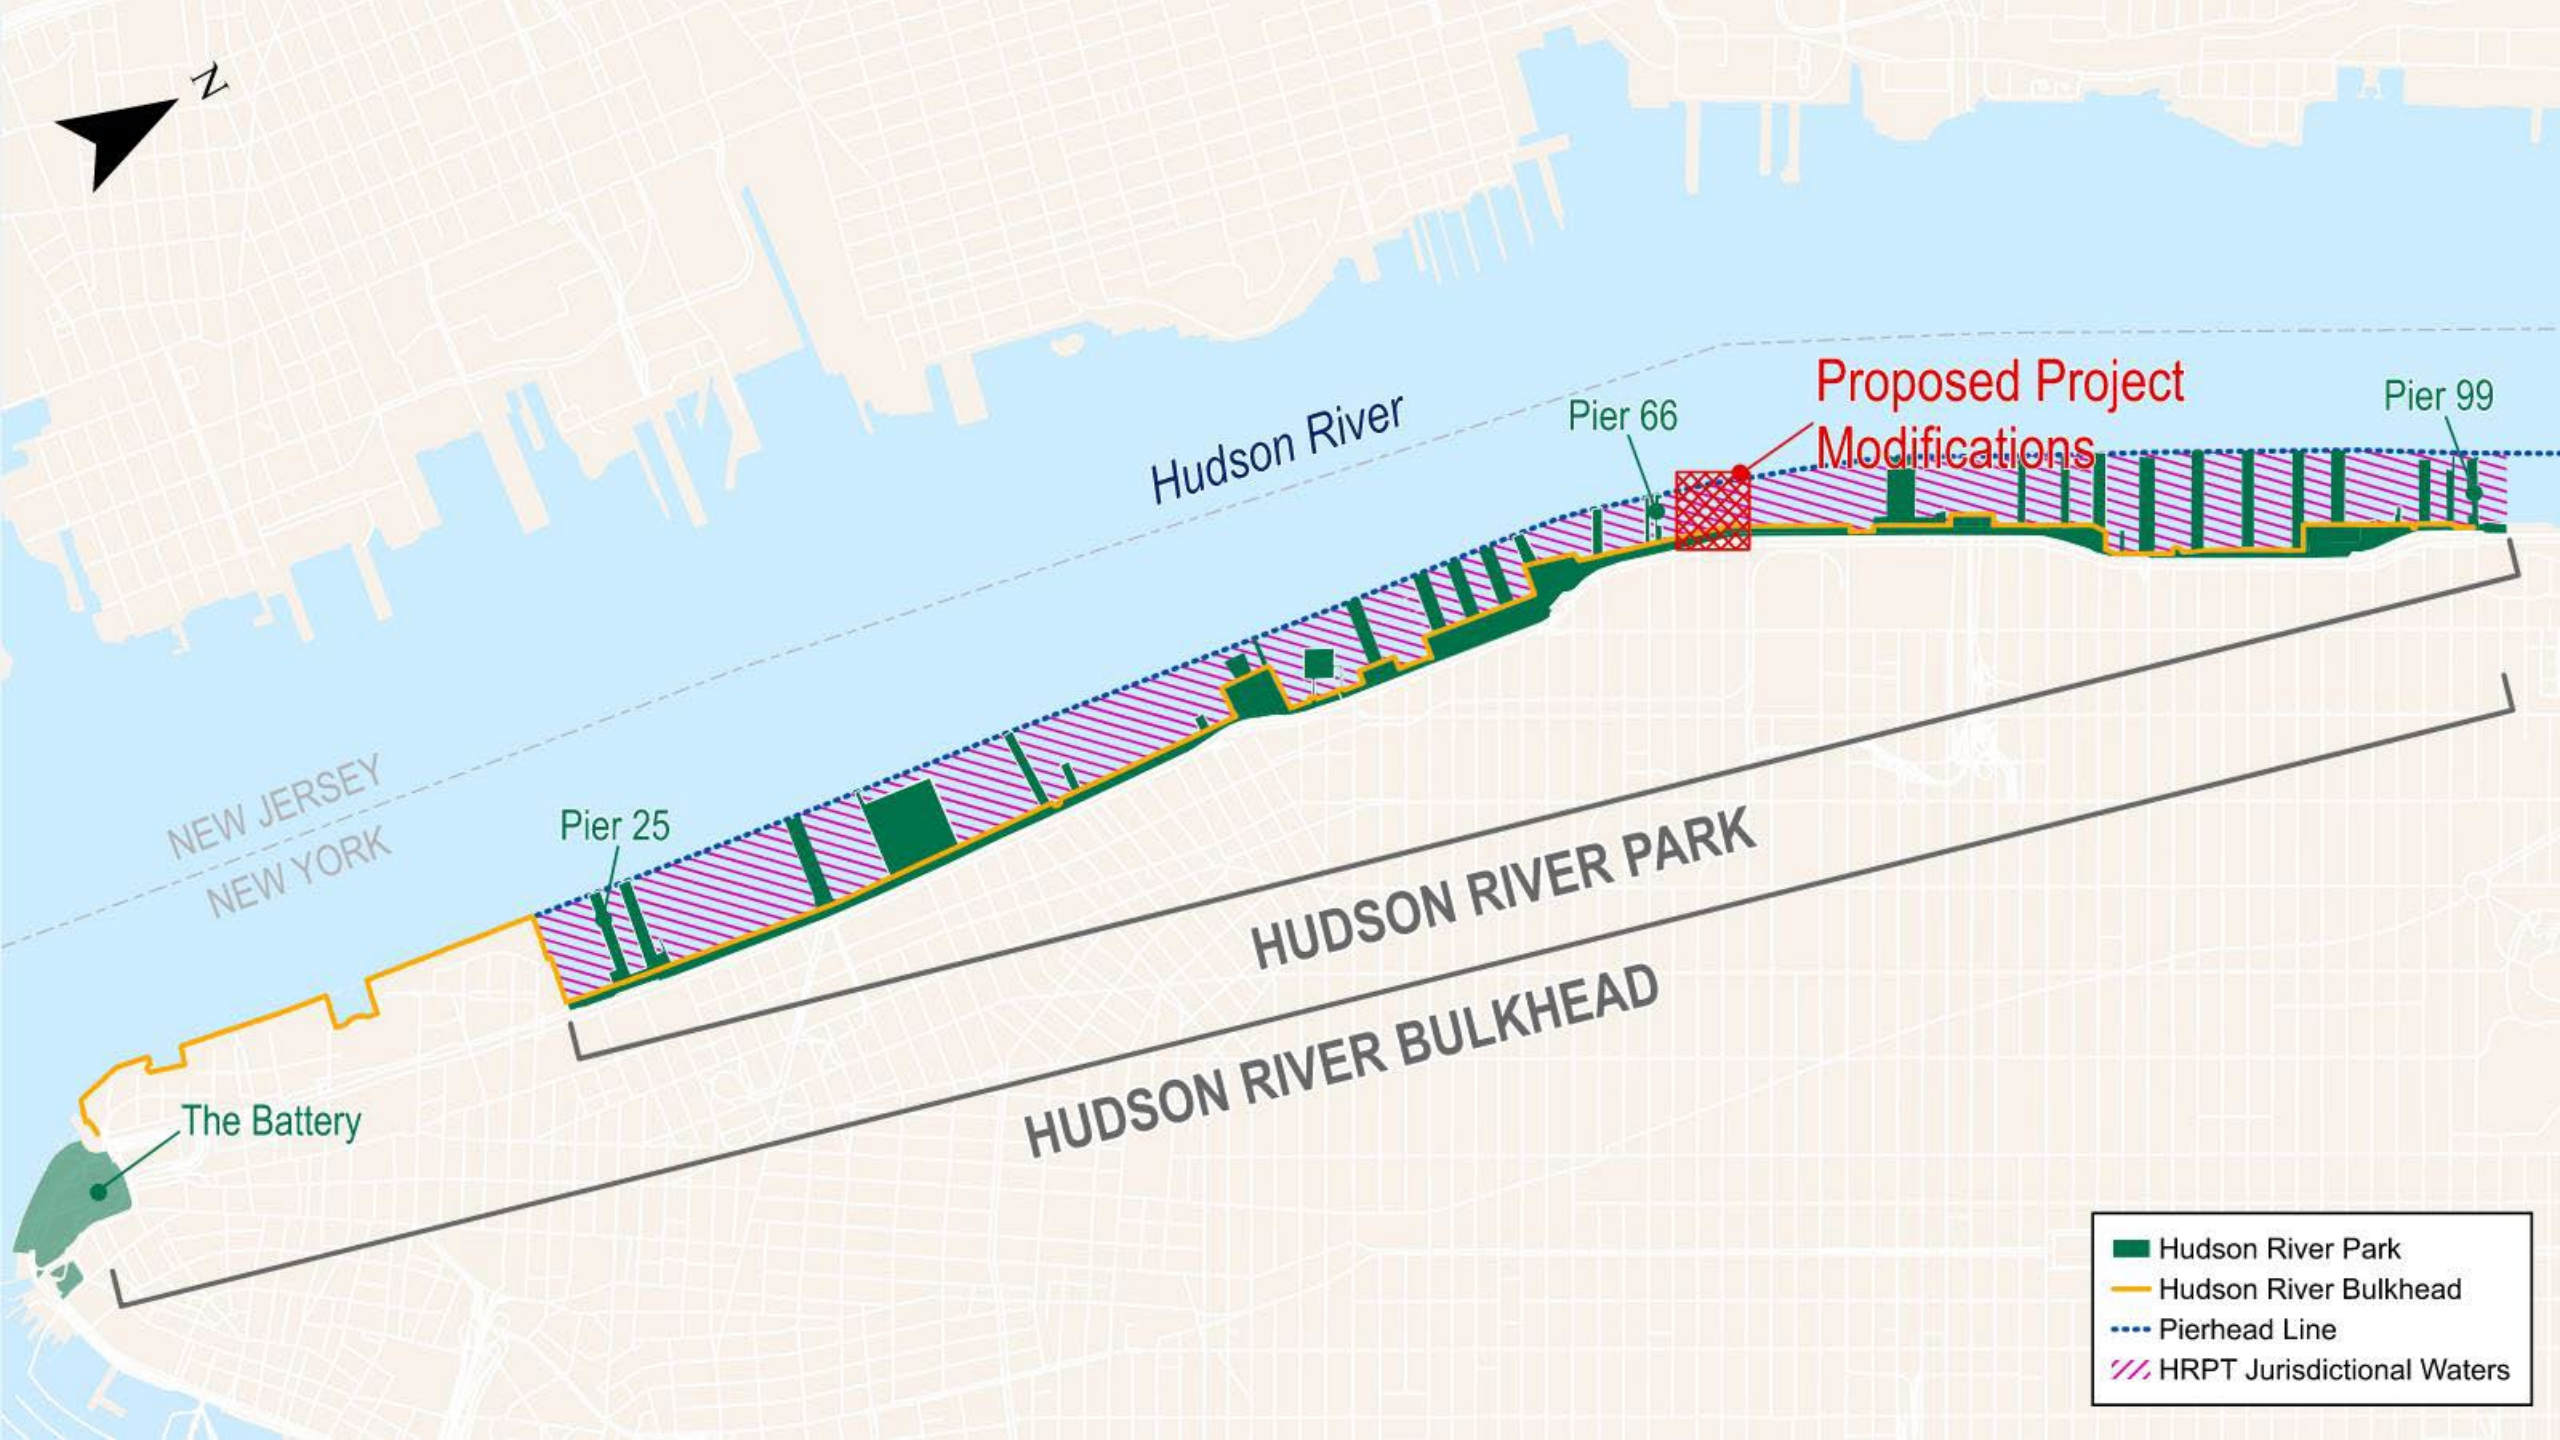 N
Hudson River
Proposed Project
Modifications
Pier 66
Pier 99
NEW JERSEY
NEW YORK
Pier 25
The Battery
HUDSON RIVER PARK
HUDSON RIVER BULKHEAD
Hudson River Park
Hudson River Bulkhead
Pierhead Line
HRPT Jurisdictional Waters